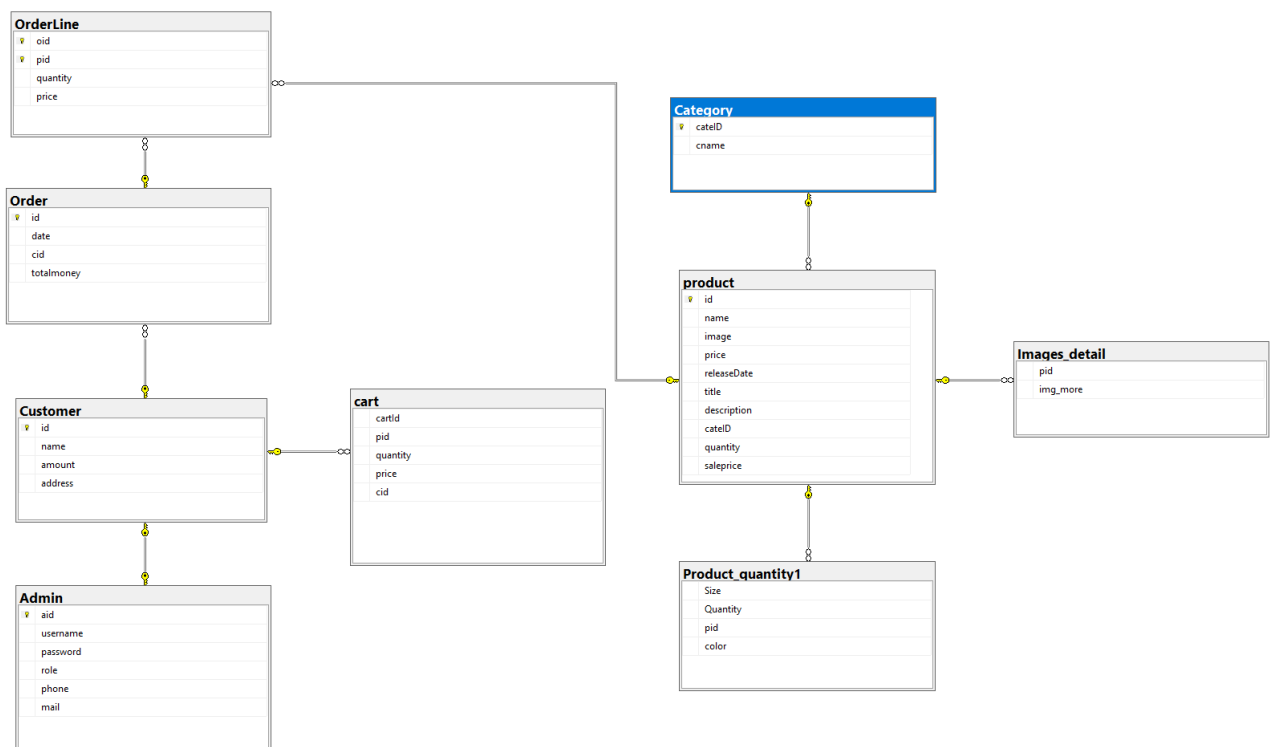 OrderLine
oid
pid
quantity
price
Order
id
date
cid
totalmoney
Customer
id
name
amount
address
Admin
aid
username
password
role
phone
mail
cart
cartId
pid
quantity
price
cid
Category
cateID
cname
product
id
name
image
price
releaseDate
title
description
cateID
quantity
saleprice
Product_quantity1
Size
Quantity
pid
color
Images_detail
pid
img_more